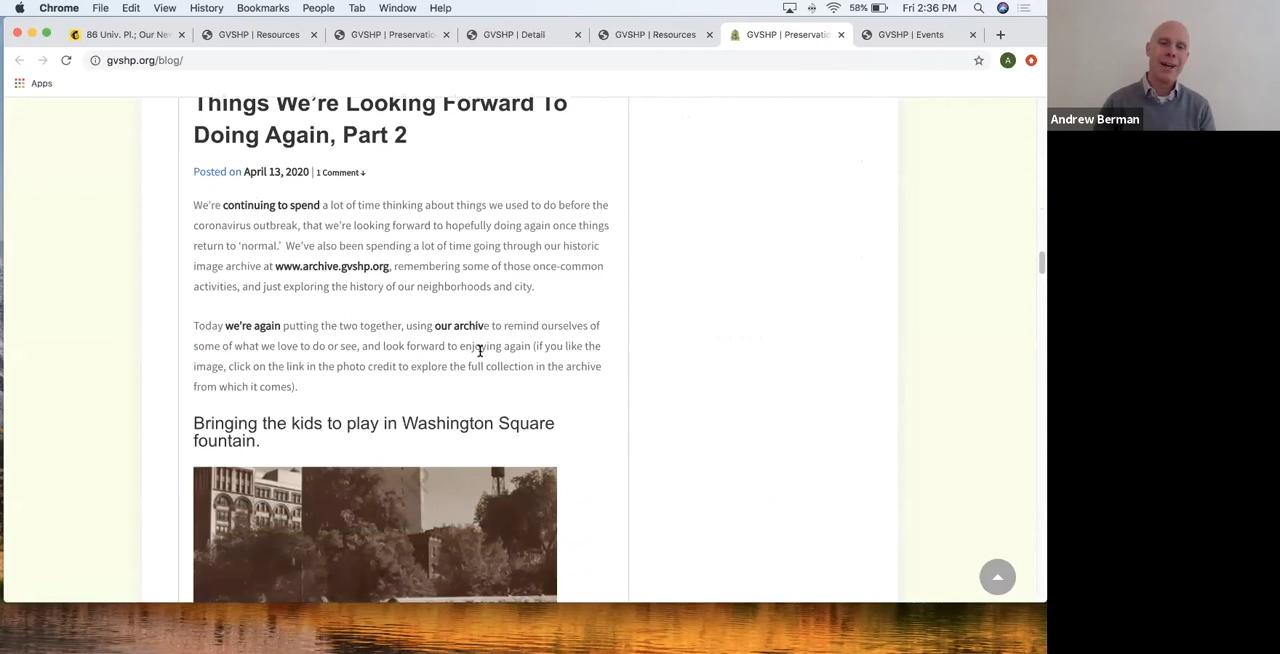 Chrome File Edit View History Bookmarks People Tab Window Help 58% Fri 2:36 PM
86 Univ. Pl.; Our Ne × GVSHP | Resources × GVSHP | Preservatio × GVSHP | Detail × GVSHP | Resources × GVSHP | Preservatio × GVSHP | Events × +
gvshp.org/blog/ A
Apps
Things We're Looking Forward To
Doing Again, Part 2
Posted on April 13, 2020 | 1 Comment ↓
We're continuing to spend a lot of time thinking about things we used to do before the
coronavirus outbreak, that we're looking forward to hopefully doing again once things
return to 'normal.' We've also been spending a lot of time going through our historic
image archive at www.archive.gvshp.org, remembering some of those once-common
activities, and just exploring the history of our neighborhoods and city.
Today we're again putting the two together, using our archive to remind ourselves of
some of what we love to do or see, and look forward to enjoying again (if you like the
image, click on the link in the photo credit to explore the full collection in the archive
from which it comes).
Bringing the kids to play in Washington Square
fountain.
Andrew Berman